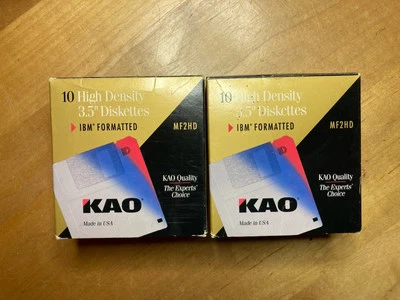 10 High Density
3.5" Diskettes
IBM® FORMATTED
MF2HD
KAO Quality
The Experts'
Choice
KAO
Made in USA
10 High Density
3.5" Diskettes
IBM® FORMATTED
MF2HD
KAO Quality
The Experts'
Choice
KAO
Made in USA